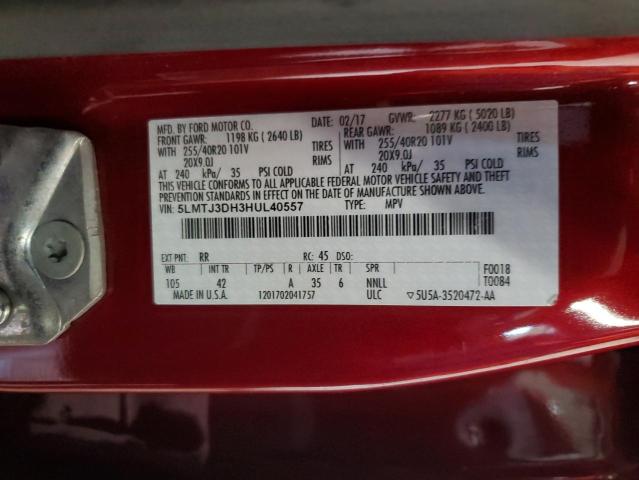 MFD. BY FORD MOTOR CO. DATE: 02/17 GVWR: 2277 KG ( 5020 LB)
FRONT GAWR: 1198 KG ( 2640 LB) REAR GAWR: 1089 KG ( 2400 LB)
WITH 255/40R20 101V TIRES WITH 255/40R20 101V TIRES
20X9.0J RIMS 20X9.0J RIMS
AT 240 kPa/ 35 PSI COLD AT 240 kPa/ 35 PSI COLD
THIS VEHICLE CONFORMS TO ALL APPLICABLE FEDERAL MOTOR VEHICLE SAFETY AND THEFT
PREVENTION STANDARDS IN EFFECT ON THE DATE OF MANUFACTURE SHOWN ABOVE.
VIN: 5LMTJ3DH3HUL40557 TYPE: MPV
EXT PNT: RR RC: 45 DSO:
WB INT TR TP/PS R AXLE TR SPR F0018
105 42 A 35 6 NNLL T0084
MADE IN U.S.A. 1201702041757 ULC ▽5U5A-3520472-AA